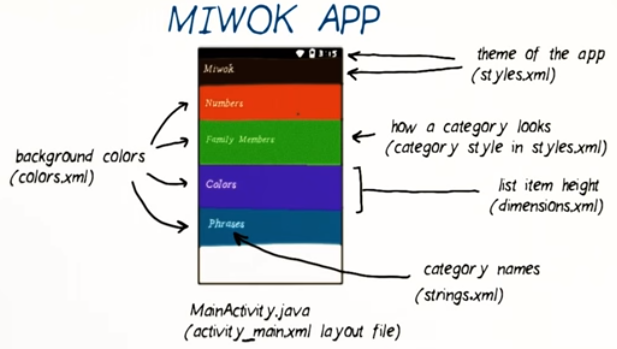 MIWOK APP
3:15
Miwok
Numbers
Family Members
Colors
Phrases
theme of the app
(styles.xml)
how a category looks
(category style in styles.xml)
background colors
(colors.xml)
list item height
(dimensions.xml)
category names
(strings.xml)
MainActivity.java
(activity_main.xml layout file)